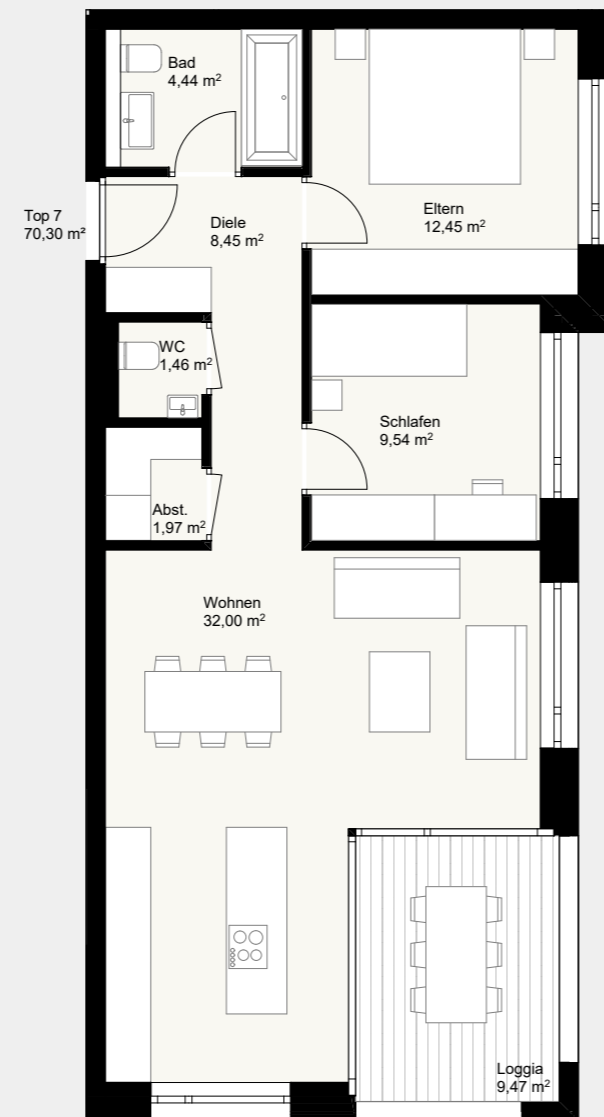 Bad
4,44 m²
Top 7
70,30 m²
Diele
8,45 m²
Eltern
12,45 m²
WC
1,46 m²
Schlafen
9,54 m²
Abst.
1,97 m²
Wohnen
32,00 m²
Loggia
9,47 m²